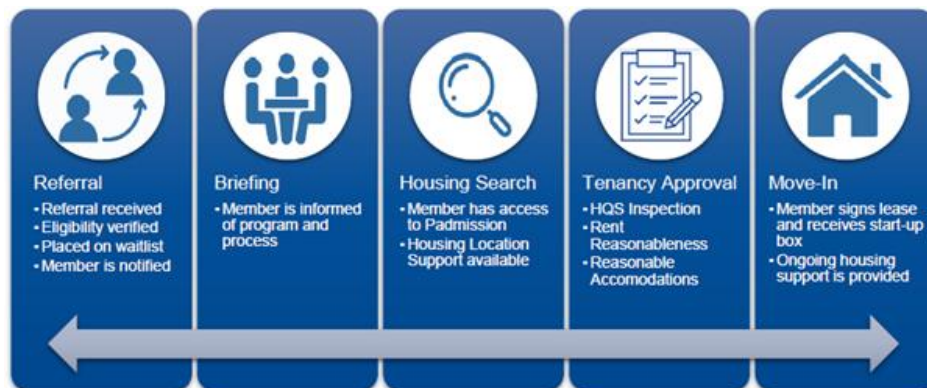 Referral
▪ Referral received
▪ Eligibility verified
▪ Placed on waitlist
▪ Member is notified
Briefing
▪ Member is informed
of program and
process
Housing Search
▪ Member has access
to Padmission
▪ Housing Location
Support available
Tenancy Approval
▪ HQS Inspection
▪ Rent
Reasonableness
▪ Reasonable
Accomodations
Move-In
▪ Member signs lease
and receives start-up
box
▪ Ongoing housing
support is provided